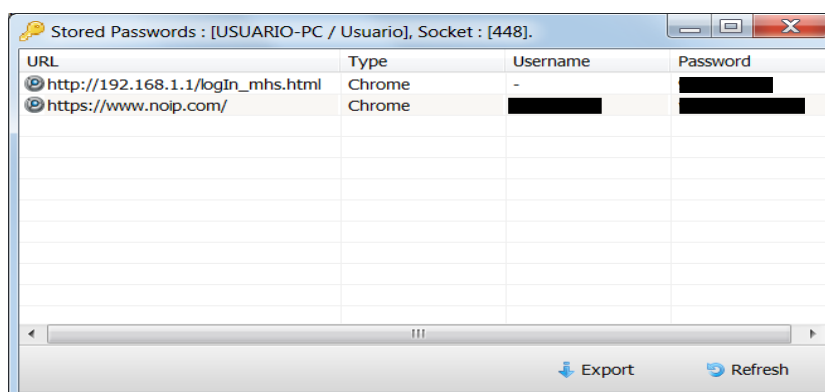 Stored Passwords : [USUARIO-PC / Usuario], Socket : [448].
URL Type Username Password
http://192.168.1.1/logIn_mhs.html Chrome -
https://www.noip.com/ Chrome
Export Refresh